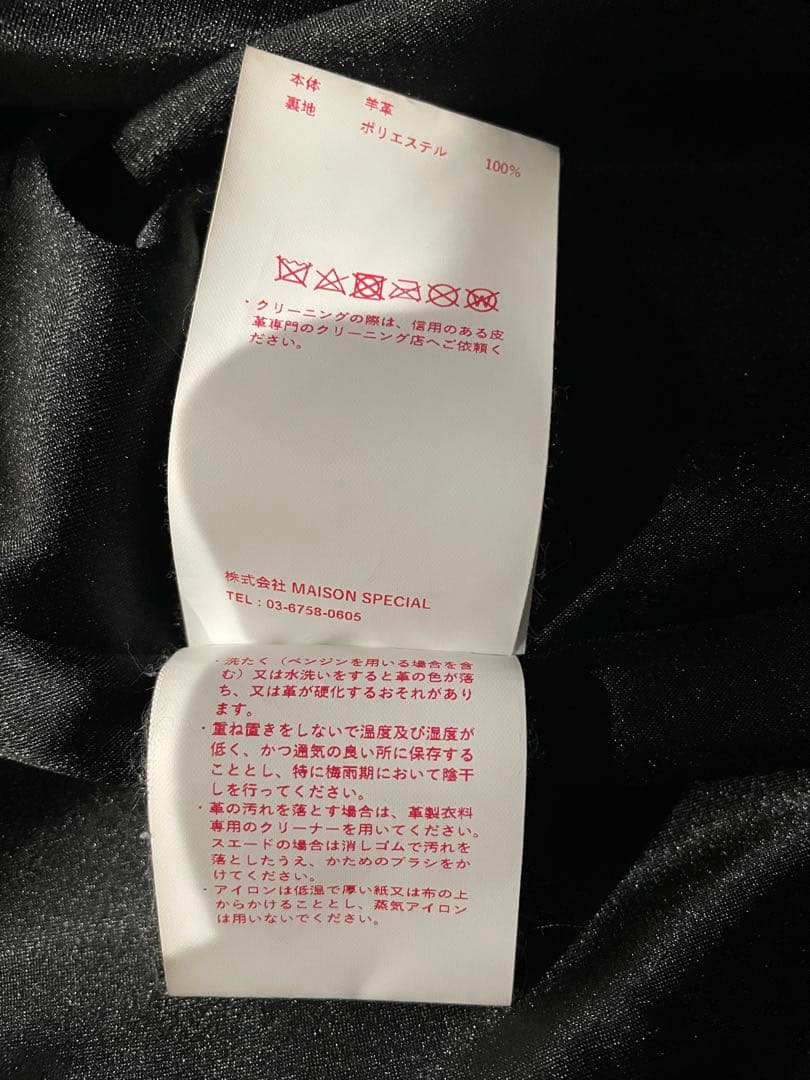 本体 羊革
裏地 ポリエステル 100%
W
・クリーニングの際は、信用のある皮
革専門のクリーニング店へご依頼く
ださい。
株式会社 MAISON SPECIAL
TEL : 03-6758-0605
・洗たく（ベンジンを用いる場合を含
む）又は水洗いをすると革の色が落
ち、又は革が硬化するおそれがあり
ます。
・重ね置きをしないで温度及び湿度が
低く、かつ通気の良い所に保存する
こととし、特に梅雨期において陰干
しを行ってください。
・革の汚れを落とす場合は、革製衣料
専用のクリーナーを用いてください。
スエードの場合は消しゴムで汚れを
落としたうえ、かためのブラシをか
けてください。
・アイロンは低温で厚い紙又は布の上
からかけることとし、蒸気アイロン
は用いないでください。